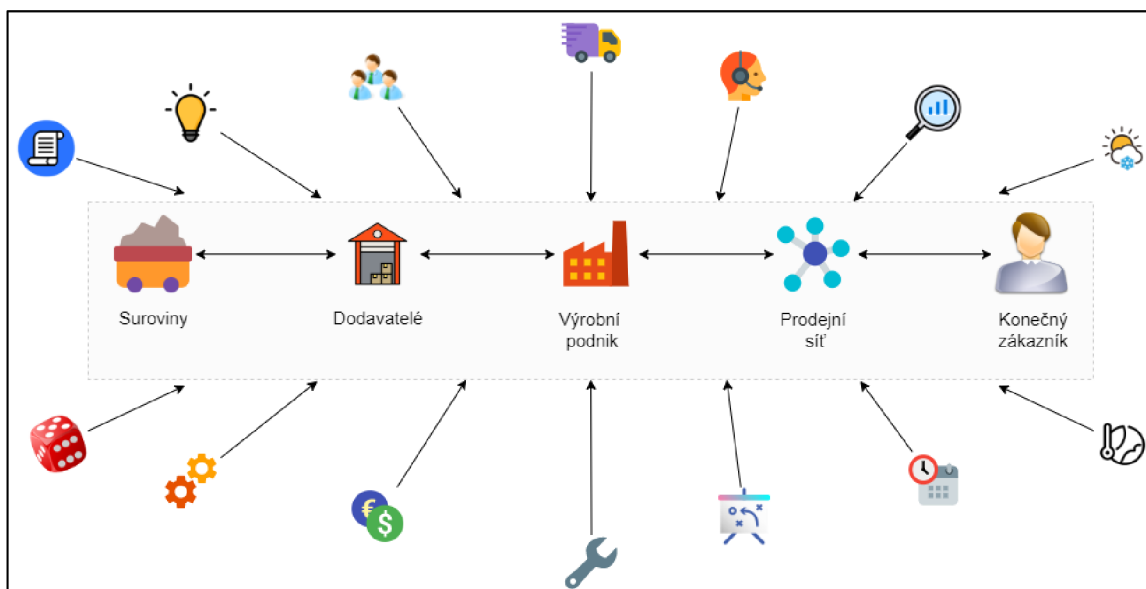 Suroviny
Dodavatelé
Výrobní
podnik
Prodejní
síť
Konečný
zákazník
€
$